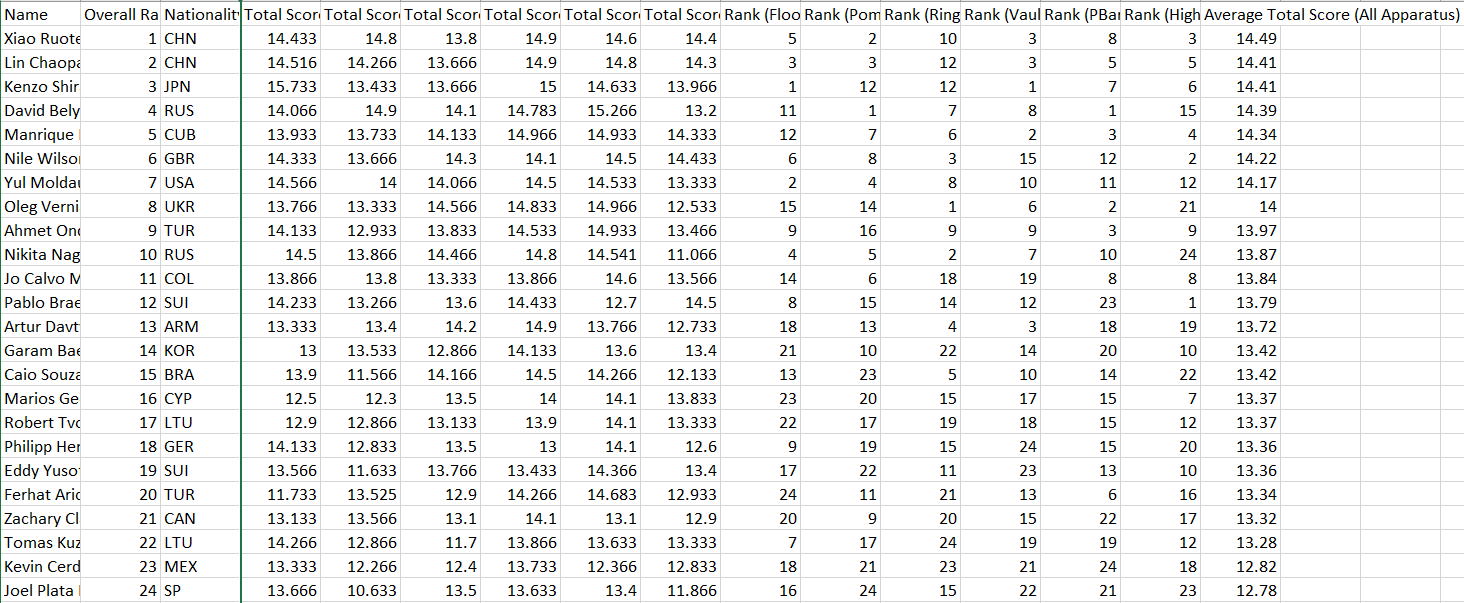 Name Overall Ra Nationality Total Score Total Score Total Score Total Score Total Score Total Score Rank (Floo Rank (Pom Rank (Ring Rank (Vaul Rank (PBar Rank (High Average Total Score (All Apparatus)
Xiao Ruote 1 CHN 14.433 14.8 13.8 14.9 14.6 14.4 5 2 10 3 8 3 14.49
Lin Chaopa 2 CHN 14.516 14.266 13.666 14.9 14.8 14.3 3 3 12 3 5 5 14.41
Kenzo Shir 3 JPN 15.733 13.433 13.666 15 14.633 13.966 1 12 12 1 7 6 14.41
David Bely 4 RUS 14.066 14.9 14.1 14.783 15.266 13.2 11 1 7 8 1 15 14.39
Manrique 5 CUB 13.933 13.733 14.133 14.966 14.933 14.333 12 7 6 2 3 4 14.34
Nile Wilso 6 GBR 14.333 13.666 14.3 14.1 14.5 14.433 6 8 3 15 12 2 14.22
Yul Moldau 7 USA 14.566 14 14.066 14.5 14.533 13.333 2 4 8 10 11 12 14.17
Oleg Verni 8 UKR 13.766 13.333 14.566 14.833 14.966 12.533 15 14 1 6 2 21 14
Ahmet Ond 9 TUR 14.133 12.933 13.833 14.533 14.933 13.466 9 16 9 9 3 9 13.97
Nikita Nag 10 RUS 14.5 13.866 14.466 14.8 14.541 11.066 4 5 2 7 10 24 13.87
Jo Calvo M 11 COL 13.866 13.8 13.333 13.866 14.6 13.566 14 6 18 19 8 8 13.84
Pablo Brae 12 SUI 14.233 13.266 13.6 14.433 12.7 14.5 8 15 14 12 23 1 13.79
Artur Davt 13 ARM 13.333 13.4 14.2 14.9 13.766 12.733 18 13 4 3 18 19 13.72
Garam Bae 14 KOR 13 13.533 12.866 14.133 13.6 13.4 21 10 22 14 20 10 13.42
Caio Souza 15 BRA 13.9 11.566 14.166 14.5 14.266 12.133 13 23 5 10 14 22 13.42
Marios Ge 16 CYP 12.5 12.3 13.5 14 14.1 13.833 23 20 15 17 15 7 13.37
Robert Tvo 17 LTU 12.9 12.866 13.133 13.9 14.1 13.333 22 17 19 18 15 12 13.37
Philipp Her 18 GER 14.133 12.833 13.5 13 14.1 12.6 9 19 15 24 15 20 13.36
Eddy Yusof 19 SUI 13.566 11.633 13.766 13.433 14.366 13.4 17 22 11 23 13 10 13.36
Ferhat Aric 20 TUR 11.733 13.525 12.9 14.266 14.683 12.933 24 11 21 13 6 16 13.34
Zachary Cl 21 CAN 13.133 13.566 13.1 14.1 13.1 12.9 20 9 20 15 22 17 13.32
Tomas Kuz 22 LTU 14.266 12.866 11.7 13.866 13.633 13.333 7 17 24 19 19 12 13.28
Kevin Cerd 23 MEX 13.333 12.266 12.4 13.733 12.366 12.833 18 21 23 21 24 18 12.82
Joel Plata 24 SP 13.666 10.633 13.5 13.633 13.4 11.866 16 24 15 22 21 23 12.78